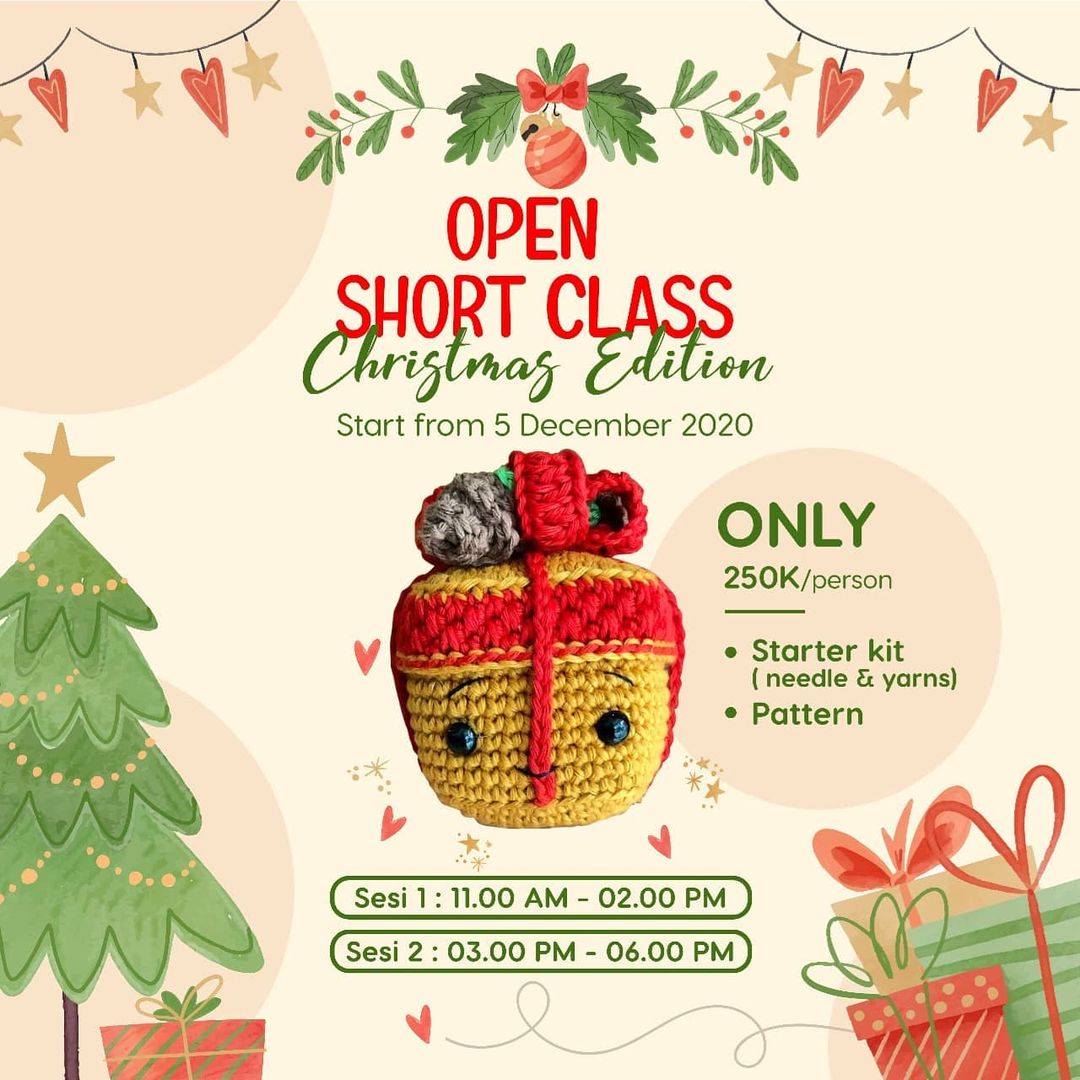 OPEN
SHORT CLASS
Christmas Edition
Start from 5 December 2020
ONLY
250K/person
• Starter kit
( needle & yarns)
• Pattern
Sesi 1 : 11.00 AM - 02.00 PM
Sesi 2 : 03.00 PM - 06.00 PM